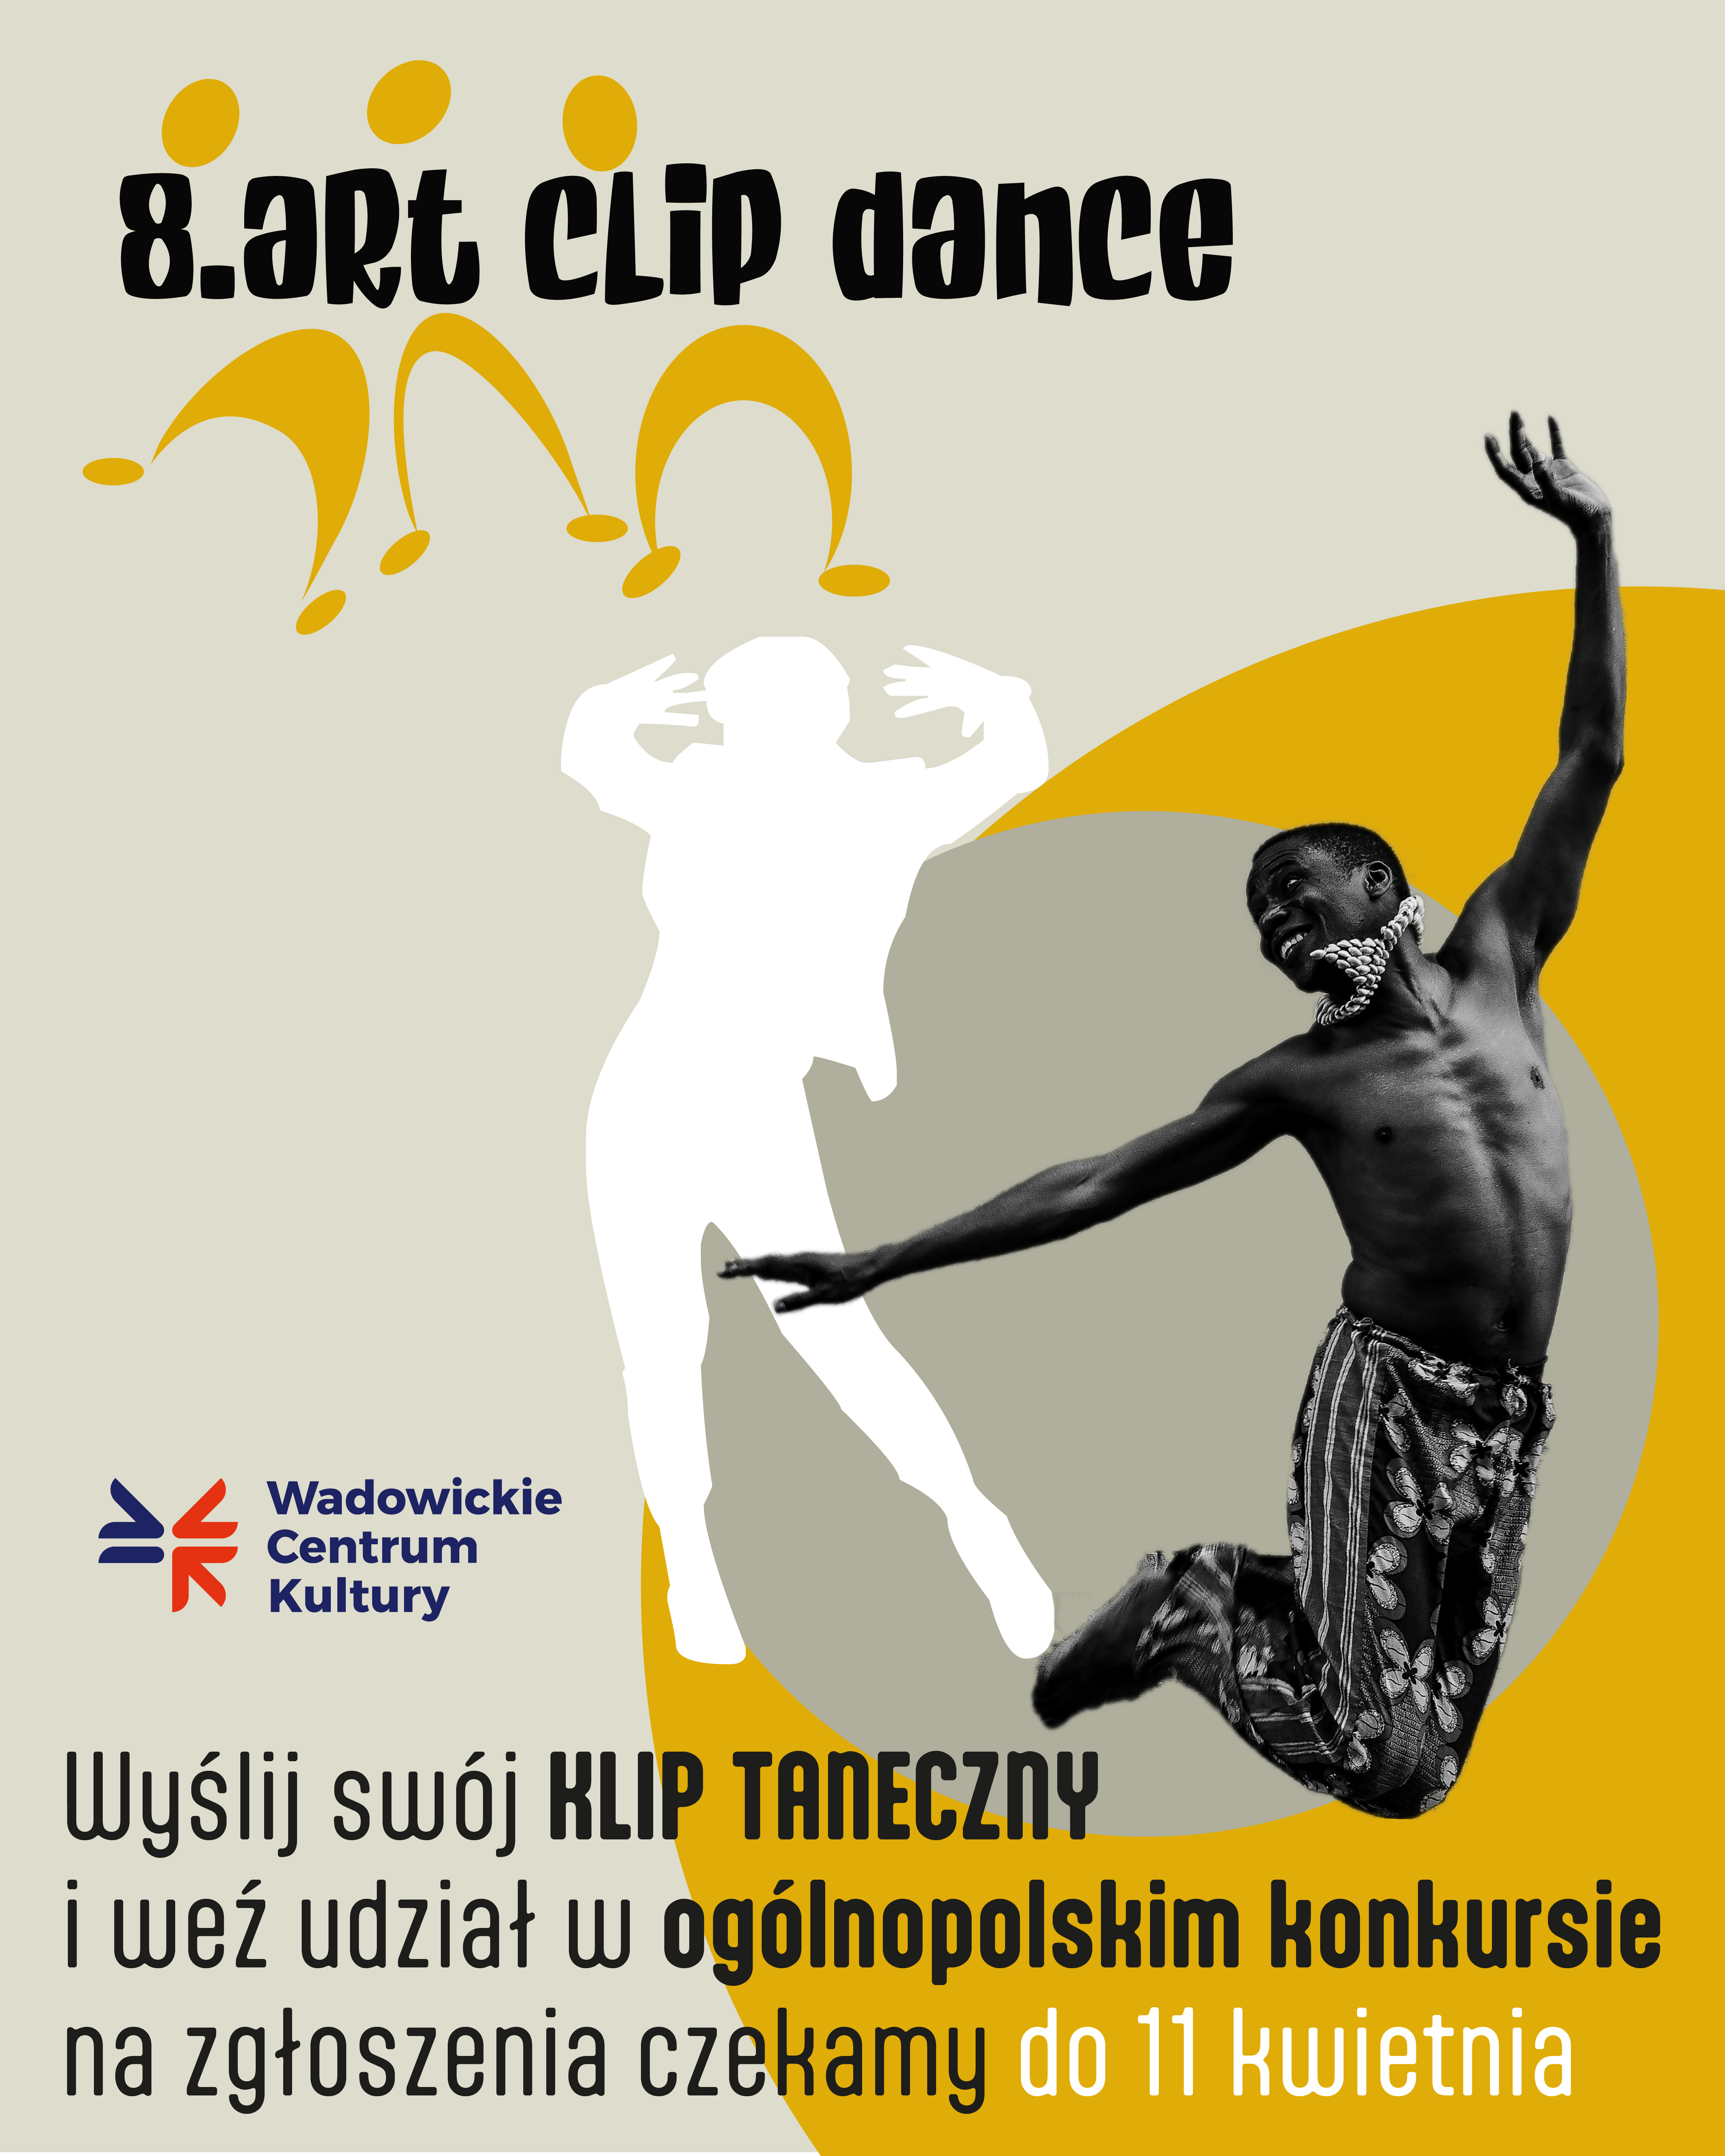 8.art clip dance
Wadowickie
Centrum
Kultury
Wyślij swój KLIP TANECZNY
i weź udział w ogólnopolskim konkursie
na zgłoszenia czekamy do 11 kwietnia